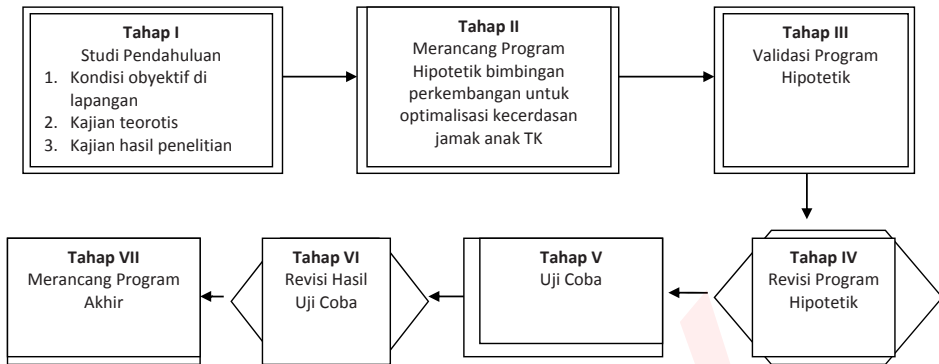 Tahap I
Studi Pendahuluan
1. Kondisi obyektif di
lapangan
2. Kajian teorotis
3. Kajian hasil penelitian
Tahap II
Merancang Program
Hipotetik bimbingan
perkembangan untuk
optimalisasi kecerdasan
jamak anak TK
Tahap III
Validasi Program
Hipotetik
Tahap IV
Revisi Program
Hipotetik
Tahap V
Uji Coba
Tahap VI
Revisi Hasil
Uji Coba
Tahap VII
Merancang Program
Akhir